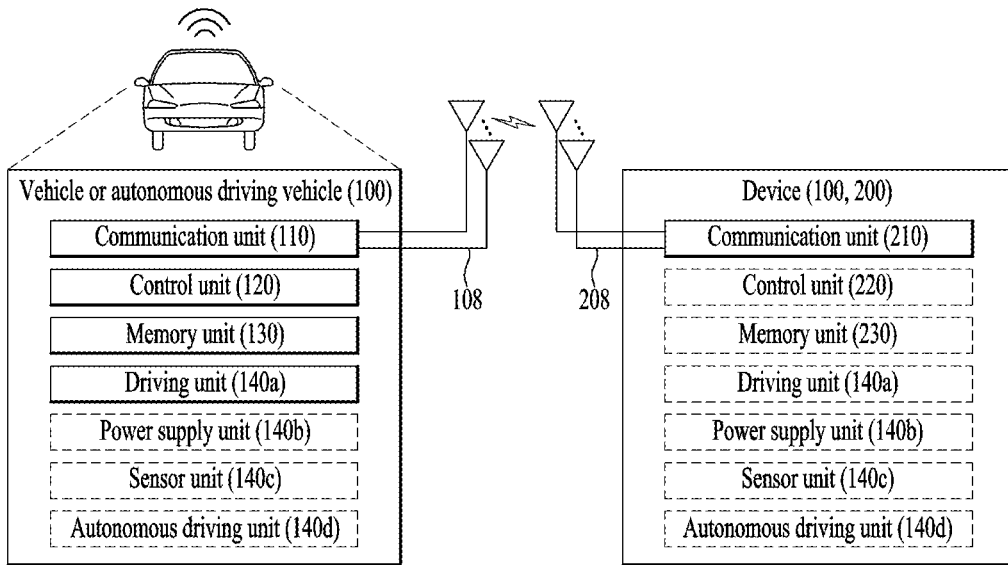 Vehicle or autonomous driving vehicle (100)
Communication unit (110)
Control unit (120)
Memory unit (130)
Driving unit (140a)
Power supply unit (140b)
Sensor unit (140c)
Autonomous driving unit (140d)
108
208
Device (100, 200)
Communication unit (210)
Control unit (220)
Memory unit (230)
Driving unit (140a)
Power supply unit (140b)
Sensor unit (140c)
Autonomous driving unit (140d)